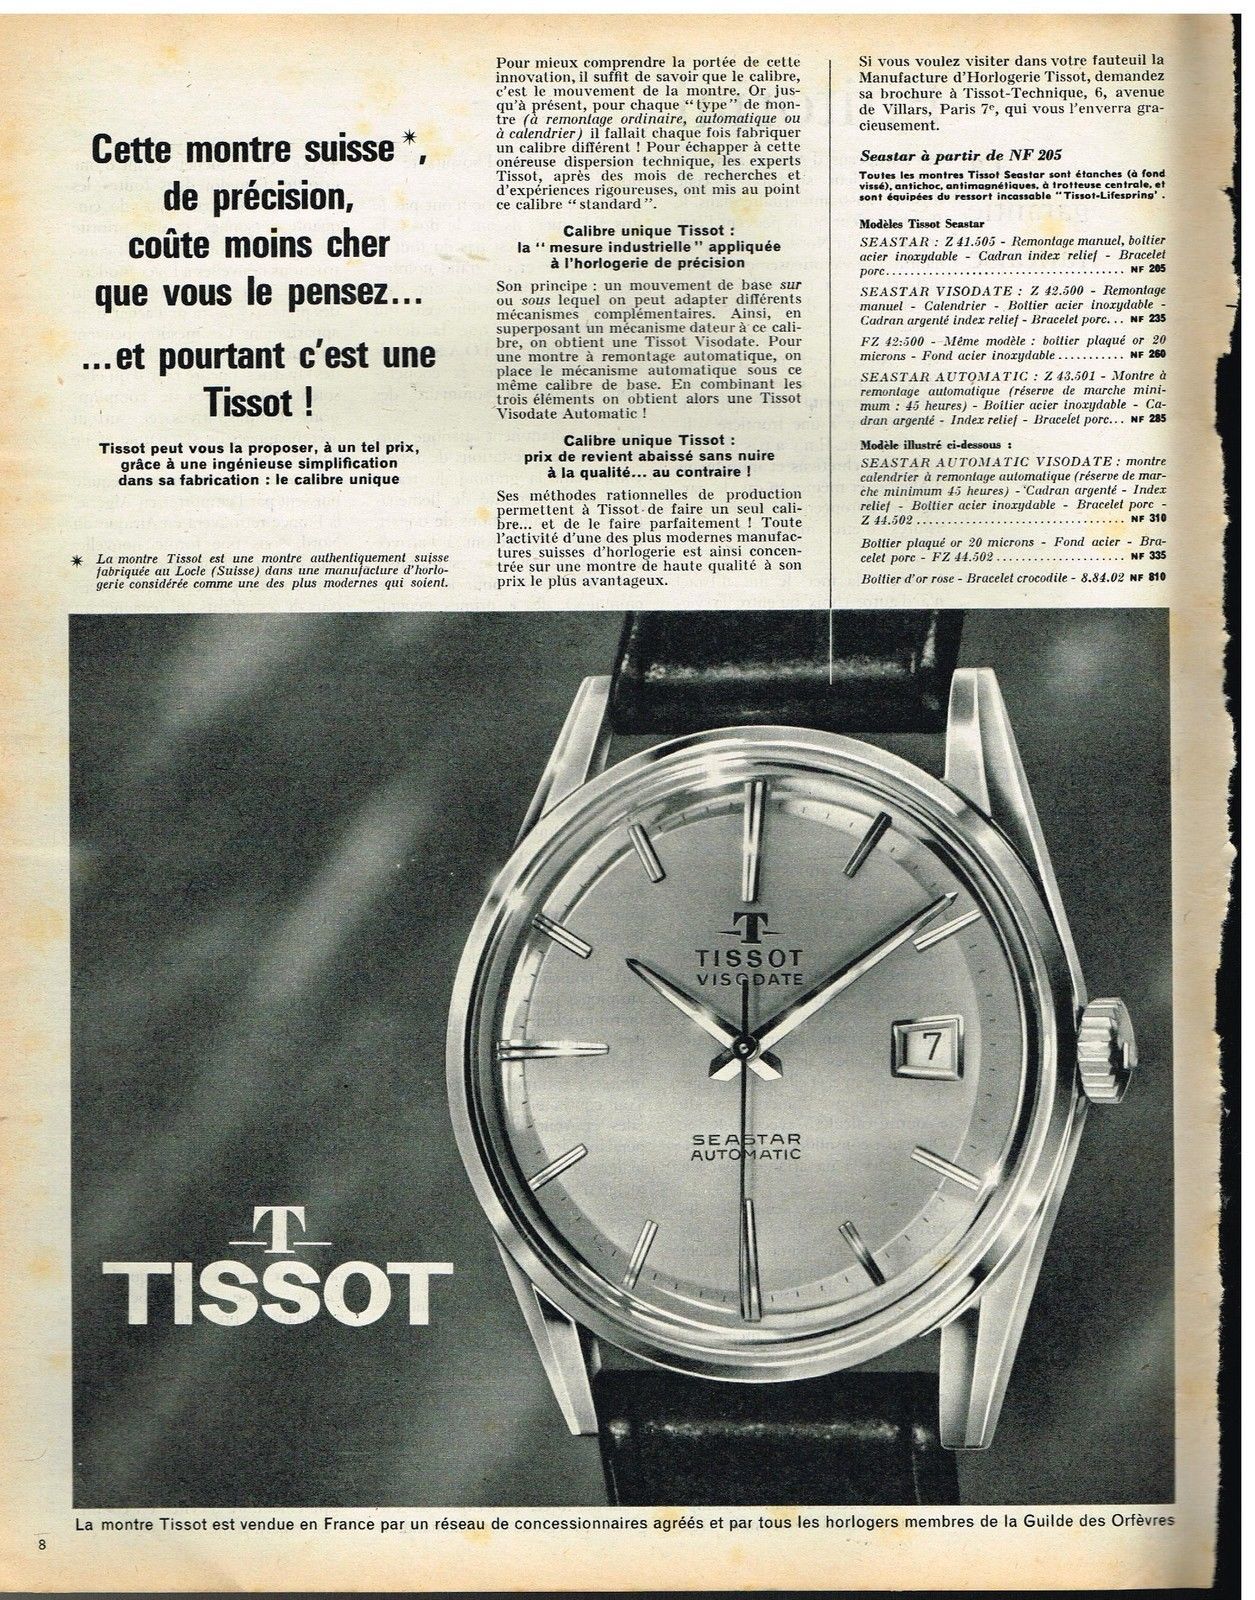 Cette montre suisse*,
de précision,
coûte moins cher
que vous le pensez...
...et pourtant c'est une
Tissot !
Tissot peut vous la proposer, à un tel prix,
grâce à une ingénieuse simplification
dans sa fabrication : le calibre unique
* La montre Tissot est une montre authentiquement suisse
fabriquée au Locle (Suisse) dans une manufacture d'horlo-
gerie considérée comme une des plus modernes qui soient.
Pour mieux comprendre la portée de cette
innovation, il suffit de savoir que le calibre,
c'est le mouvement de la montre. Or jus-
qu'à présent, pour chaque "type" de mon-
tre (à remontage ordinaire, automatique ou
à calendrier) il fallait chaque fois fabriquer
un calibre différent ! Pour échapper à cette
onéreuse dispersion technique, les experts
Tissot, après des mois de recherches et
d'expériences rigoureuses, ont mis au point
ce calibre "standard".
Calibre unique Tissot :
la "mesure industrielle" appliquée
à l'horlogerie de précision
Son principe : un mouvement de base sur
ou sous lequel on peut adapter différents
mécanismes complémentaires. Ainsi, en
superposant un mécanisme dateur à ce cali-
bre, on obtient une Tissot Visodate. Pour
une montre à remontage automatique, on
place le mécanisme automatique sous ce
même calibre de base. En combinant les
trois éléments on obtient alors une Tissot
Visodate Automatic !
Calibre unique Tissot :
prix de revient abaissé sans nuire
à la qualité... au contraire !
Ses méthodes rationnelles de production
permettent à Tissot de faire un seul cali-
bre... et de le faire parfaitement ! Toute
l'activité d'une des plus modernes manufac-
tures suisses d'horlogerie est ainsi concen-
trée sur une montre de haute qualité à son
prix le plus avantageux.
Si vous voulez visiter dans votre fauteuil la
Manufacture d'Horlogerie Tissot, demandez
sa brochure à Tissot-Technique, 6, avenue
de Villars, Paris 7e, qui vous l'enverra gra-
cieusement.
Seastar à partir de NF 205
Toutes les montres Tissot Seastar sont étanches (à fond
vissé), antichoc, antimagnétiques, à trotteuse centrale, et
sont équipées du ressort incassable "Tissot-Lifespring'.
Modèles Tissot Seastar
SEASTAR : Z 41.505 - Remontage manuel, boîtier
acier inoxydable - Cadran index relief - Bracelet
porc.................................... NF 205
SEASTAR VISODATE : Z 42.500 - Remontage
manuel - Calendrier - Boîtier acier inoxydable -
Cadran argenté index relief - Bracelet porc... NF 235
FZ 42:500 - Même modèle : boîtier plaqué or 20
microns - Fond acier inoxydable .......... NF 260
SEASTAR AUTOMATIC : Z 43.501 - Montre à
remontage automatique (réserve de marche mini-
mum : 45 heures) - Boîtier acier inoxydable - Ca-
dran argenté - Index relief - Bracelet porc... NF 285
Modèle illustré ci-dessous :
SEASTAR AUTOMATIC VISODATE : montre
calendrier à remontage automatique (réserve de mar-
che minimum 45 heures) - Cadran argenté - Index
relief - Boîtier acier inoxydable - Bracelet porc -
Z 44.502 ............................... NF 310
Boîtier plaqué or 20 microns - Fond acier - Bra-
celet porc - FZ 44.502 .................... NF 335
Boîtier d'or rose - Bracelet crocodile - 8.84.02 NF 810
T
TISSOT
VISODATE
7
SEASTAR
AUTOMATIC
T
TISSOT
La montre Tissot est vendue en France par un réseau de concessionnaires agréés et par tous les horlogers membres de la Guilde des Orfèvres
8